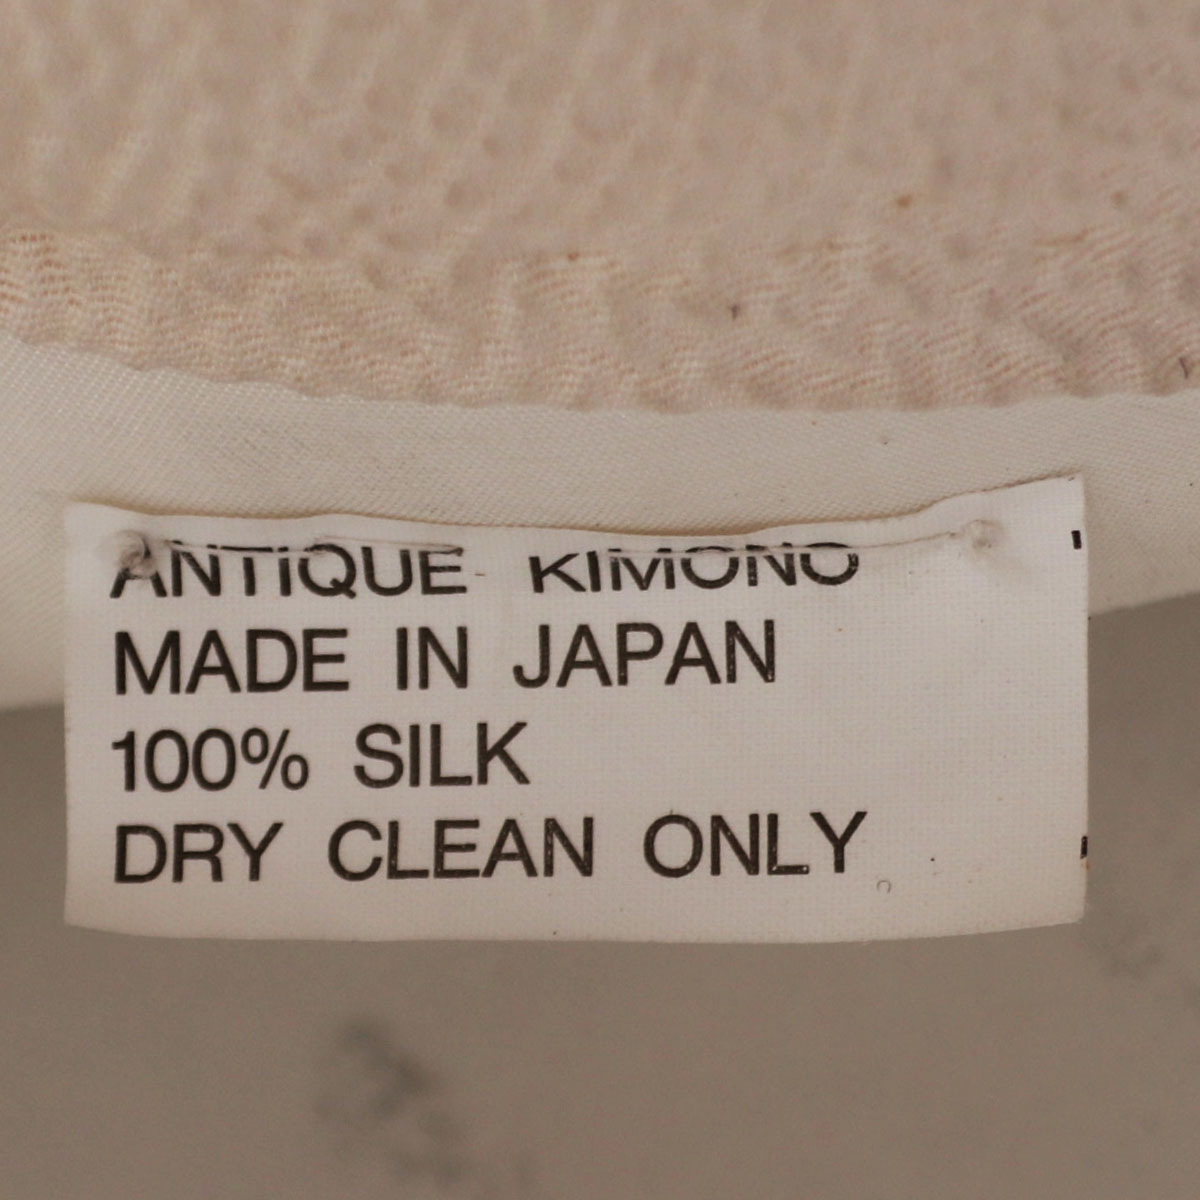 ANTIQUE KIMONO
MADE IN JAPAN
100% SILK
DRY CLEAN ONLY